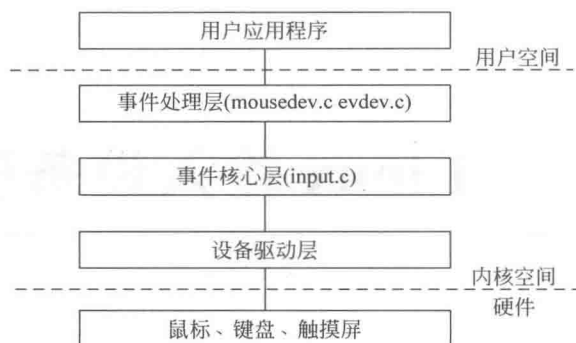 用户应用程序
用户空间
事件处理层(mousedev.c evdev.c)
事件核心层(input.c)
设备驱动层
内核空间
硬件
鼠标、键盘、触摸屏